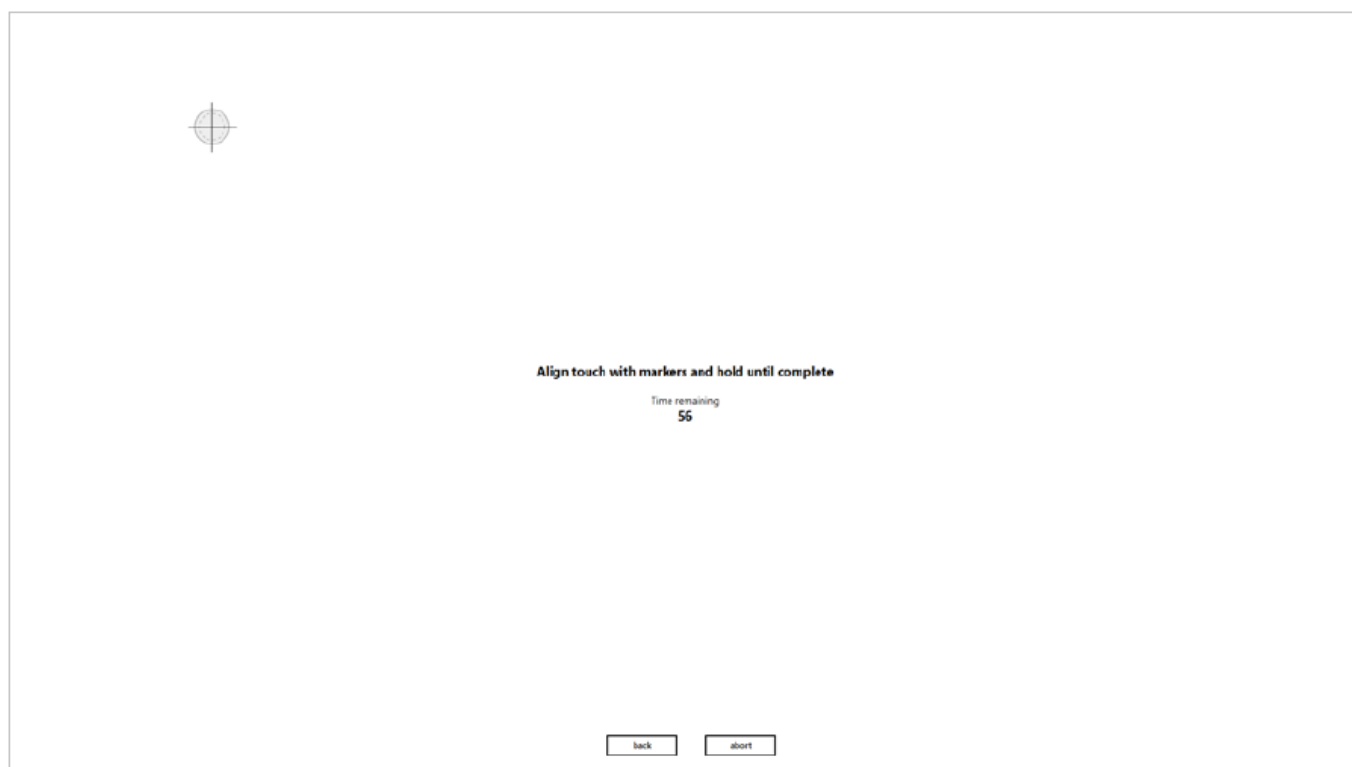 Align touch with markers and hold until complete
Time remaining
56
back
abort